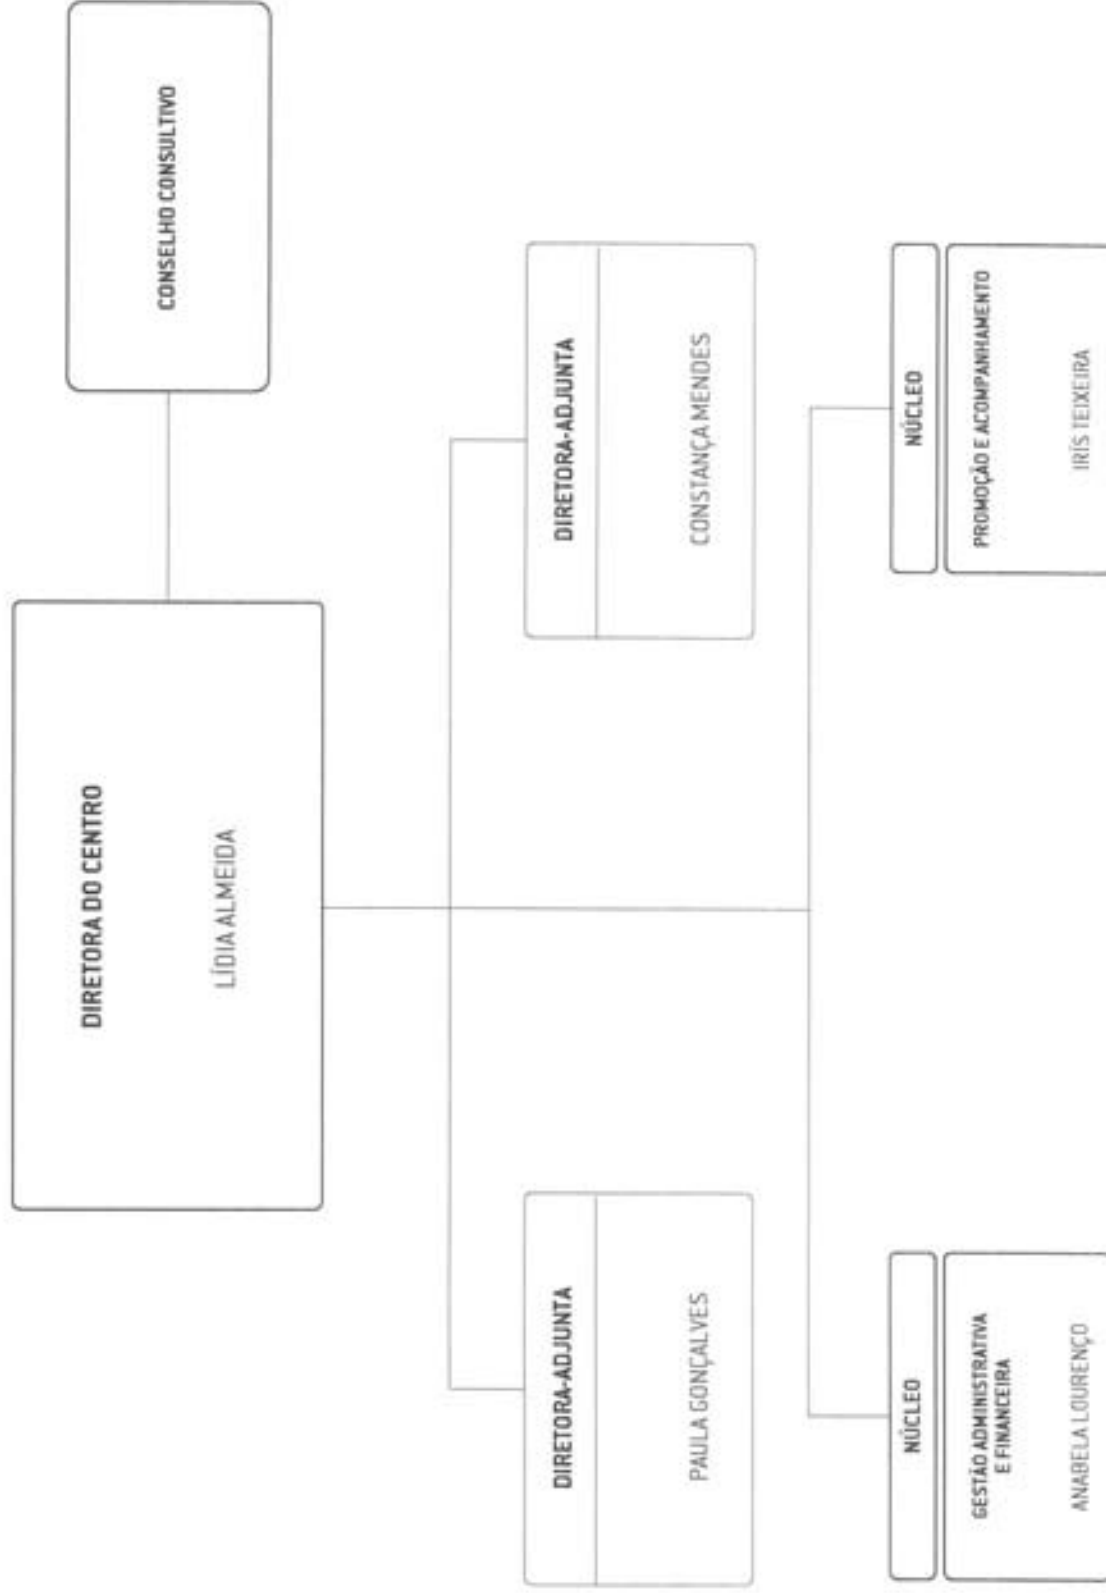 DIRETORA DO CENTRO
LÍDIA ALMEIDA
CONSELHO CONSULTIVO
DIRETORA-ADJUNTA
PAULA GONÇALVES
DIRETORA-ADJUNTA
CONSTANÇA MENDES
NÚCLEO
GESTÃO ADMINISTRATIVA
E FINANCEIRA
ANABELA LOURENÇO
NÚCLEO
PROMOÇÃO E ACOMPANHAMENTO
IRÍS TEIXEIRA